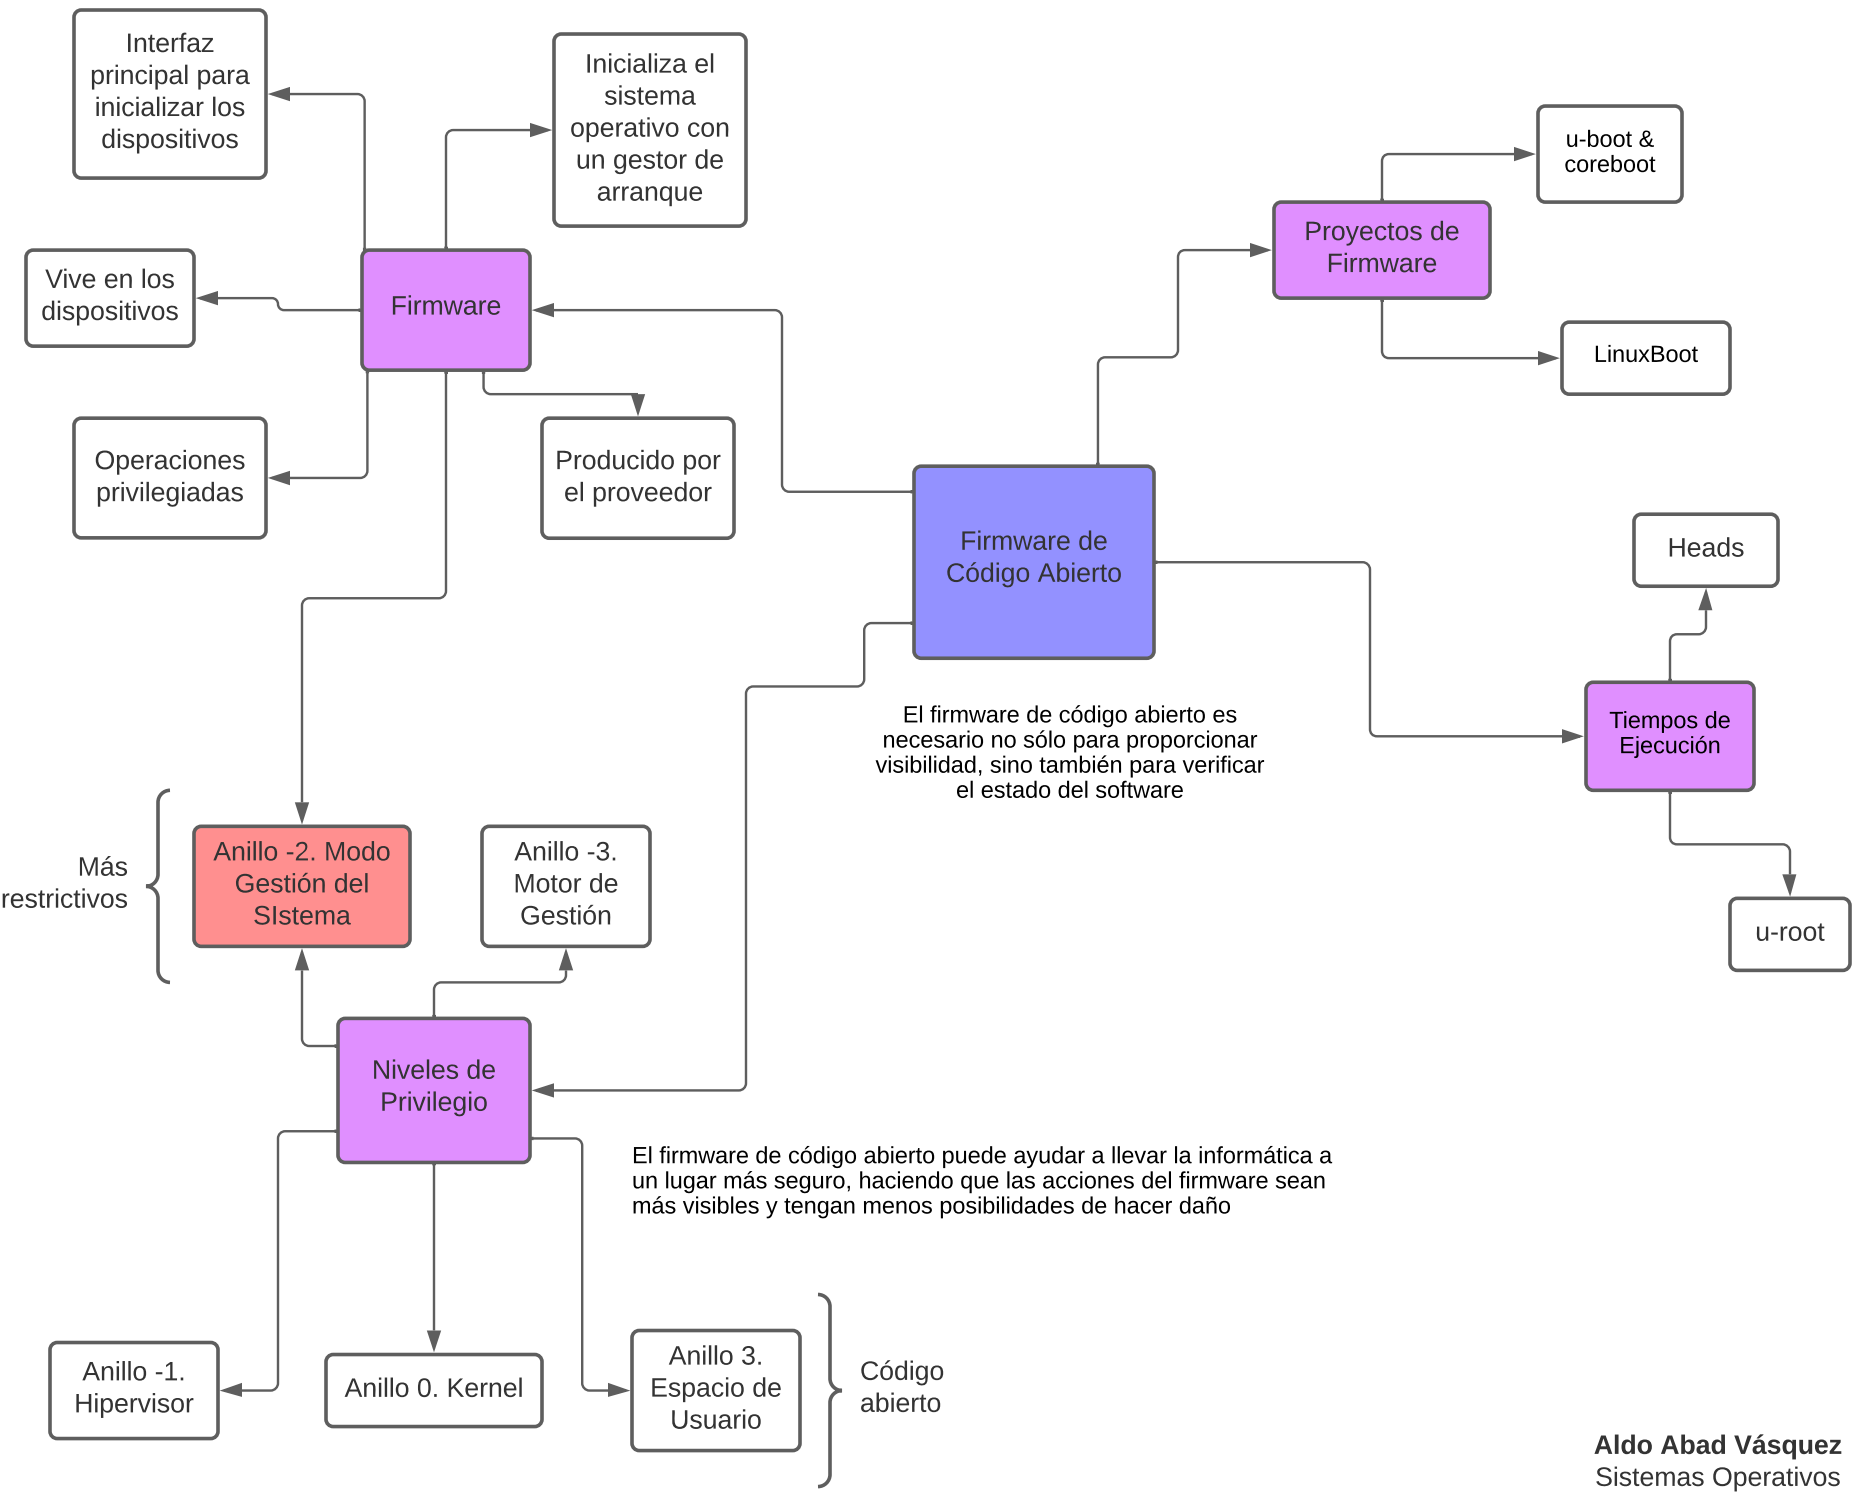 Interfaz
principal para
inicializar los
dispositivos
Inicializa el
sistema
operativo con
un gestor de
arranque
u-boot &
coreboot
Proyectos de
Firmware
Vive en los
dispositivos
Firmware
LinuxBoot
Operaciones
privilegiadas
Producido por
el proveedor
Firmware de
Código Abierto
Heads
Tiempos de
Ejecución
El firmware de código abierto es
necesario no sólo para proporcionar
visibilidad, sino también para verificar
el estado del software
Más
restrictivos
Anillo -2. Modo
Gestión del
SIstema
Anillo -3.
Motor de
Gestión
u-root
Niveles de
Privilegio
El firmware de código abierto puede ayudar a llevar la informática a
un lugar más seguro, haciendo que las acciones del firmware sean
más visibles y tengan menos posibilidades de hacer daño
Anillo -1.
Hipervisor
Anillo 0. Kernel
Anillo 3.
Espacio de
Usuario
Código
abierto
Aldo Abad Vásquez
Sistemas Operativos